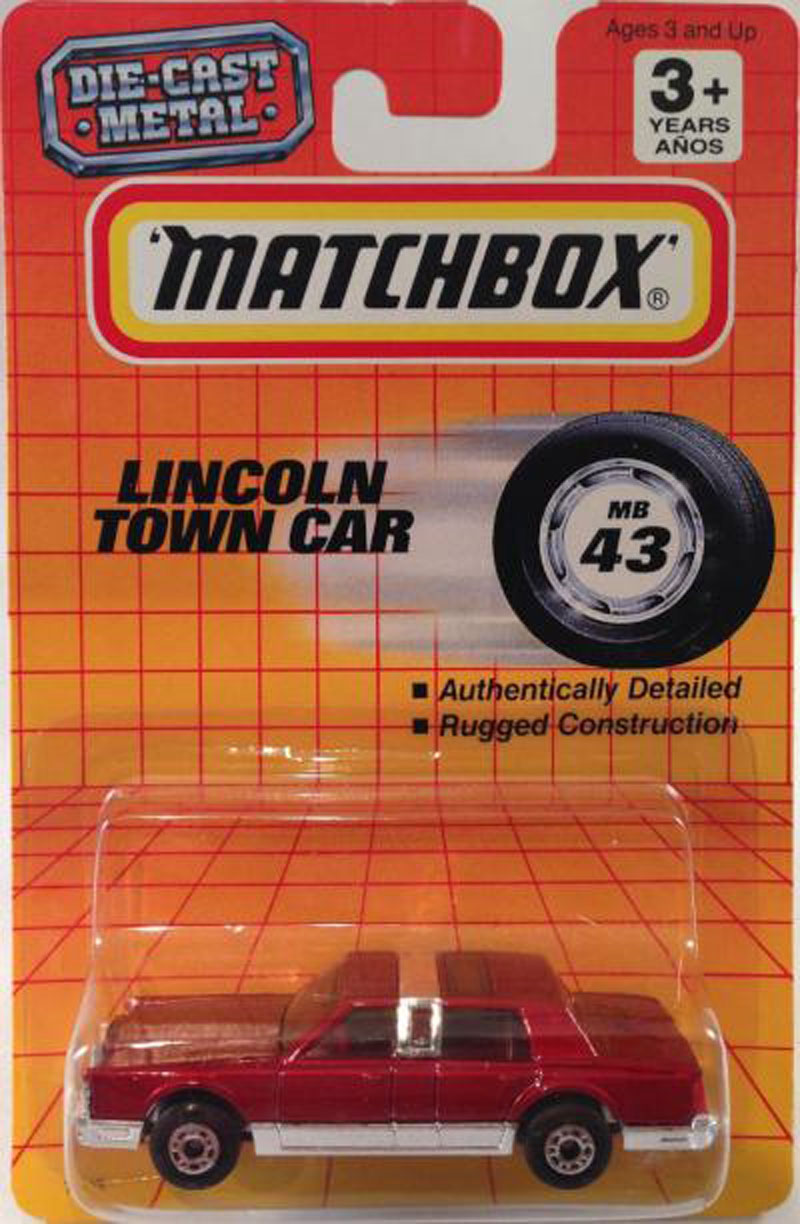 DIE-CAST
• METAL •
Ages 3 and Up
3+
YEARS
AÑOS
'MATCHBOX'®
LINCOLN
TOWN CAR
MB
43
■ Authentically Detailed
■ Rugged Construction